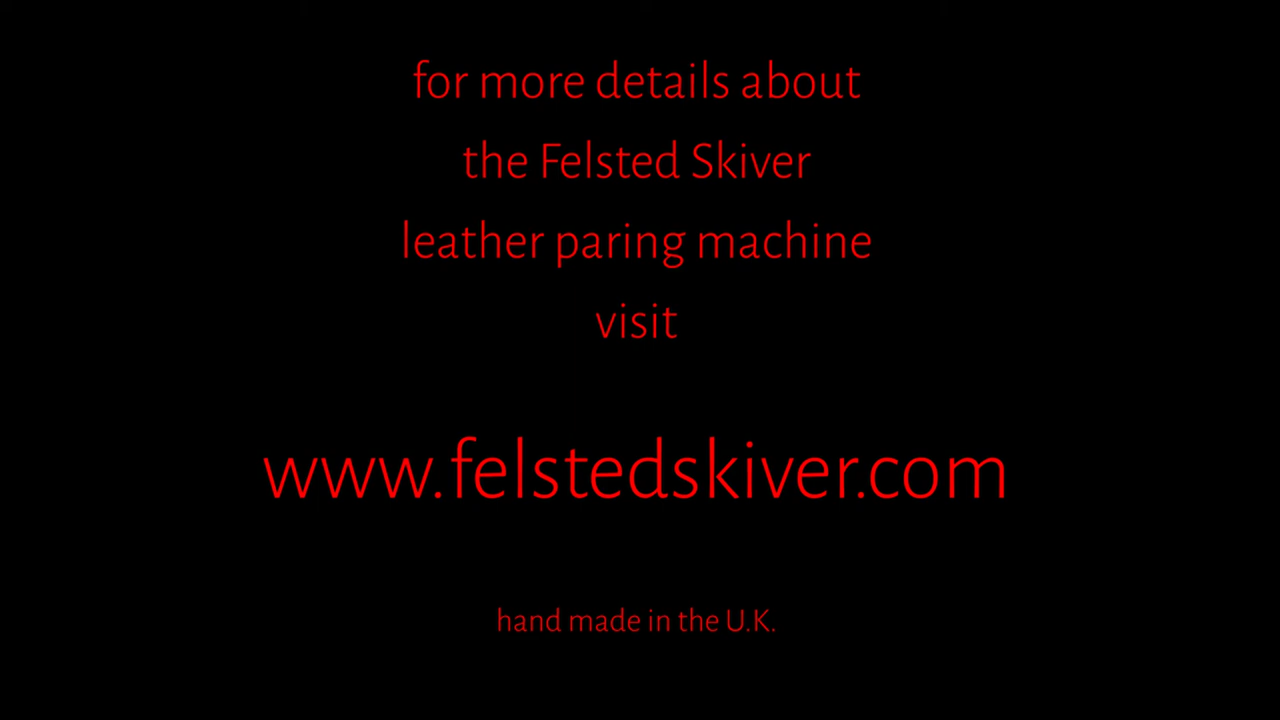 for more details about
the Felsted Skiver
leather paring machine
visit
www.felstedskiver.com
hand made in the U.K.